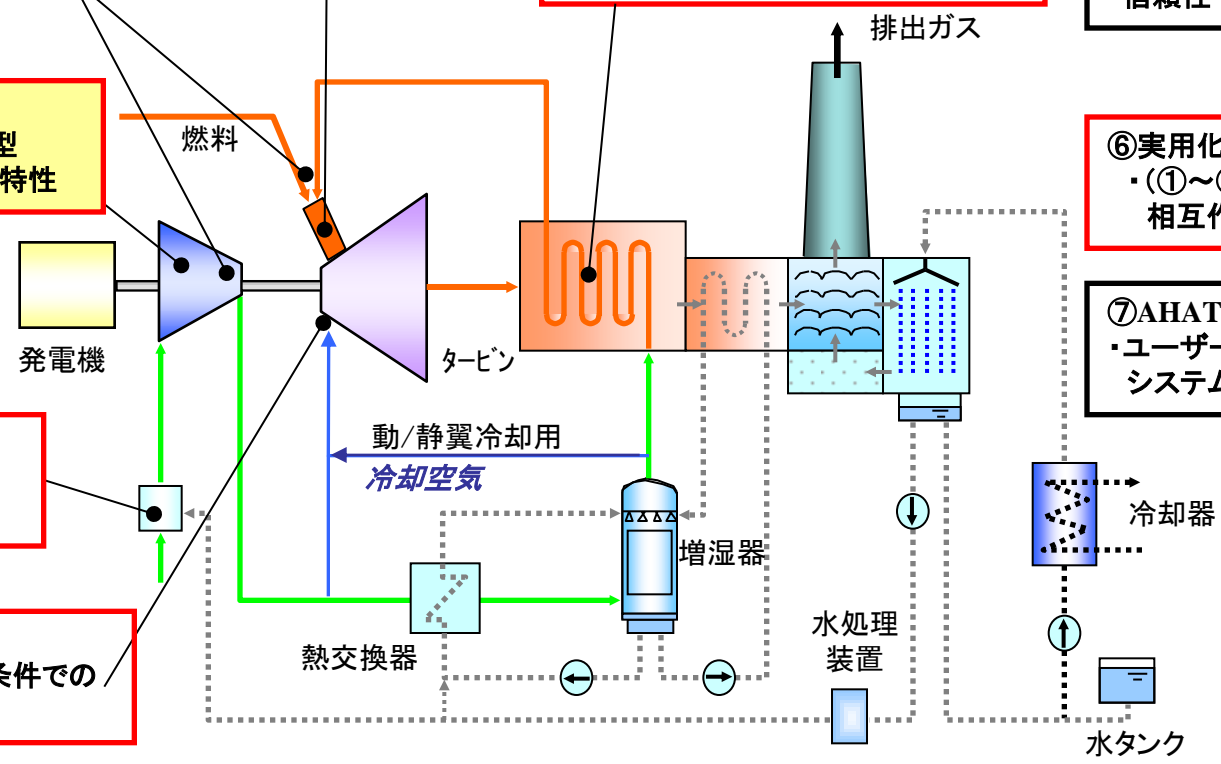 排出ガス
燃料
型
特性
⑥実用化
・(①～
相互作
⑦AHAT
・ユーザー
システム
発電機
タービン
動/静翼冷却用
冷却空気
冷却器
増湿器
熱交換器
水処理
装置
条件での
水タンク